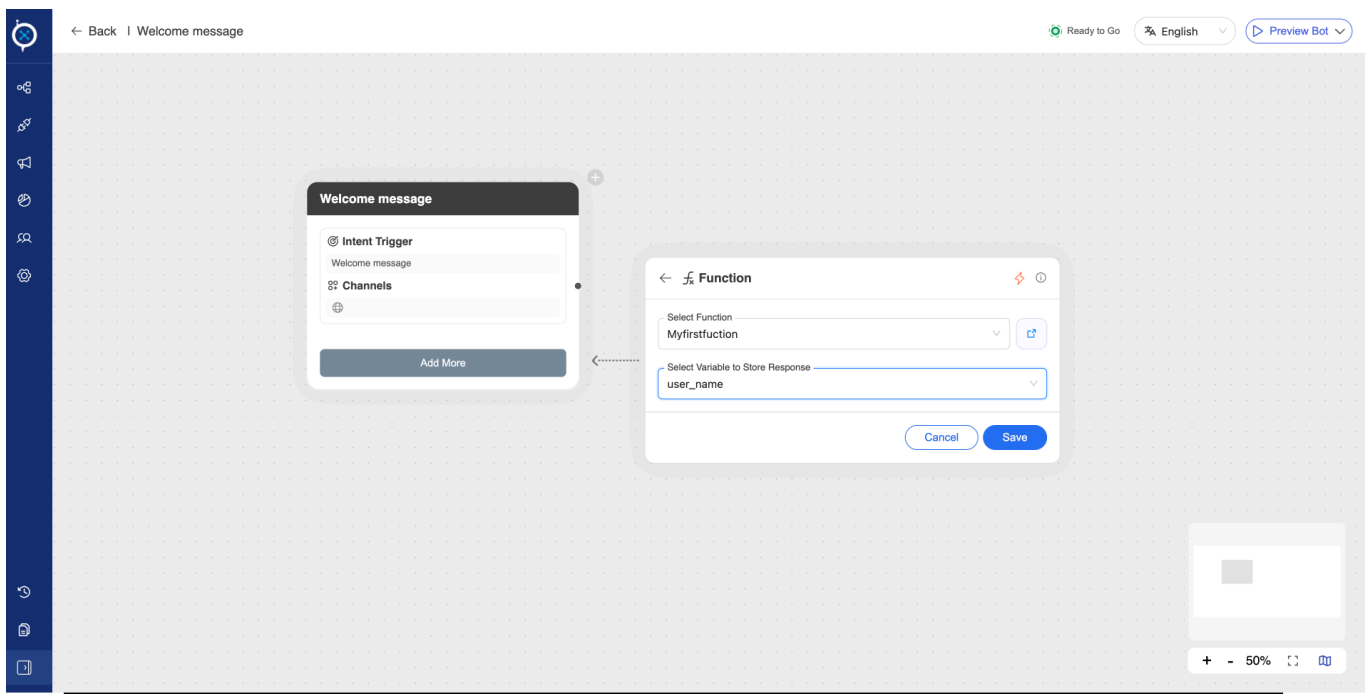 Back | Welcome message
Ready to Go
English
Preview Bot
Welcome message
Intent Trigger
Welcome message
Channels
Add More
Function
Select Function
Myfirstfuction
Select Variable to Store Response
user_name
Cancel
Save
+ - 50%